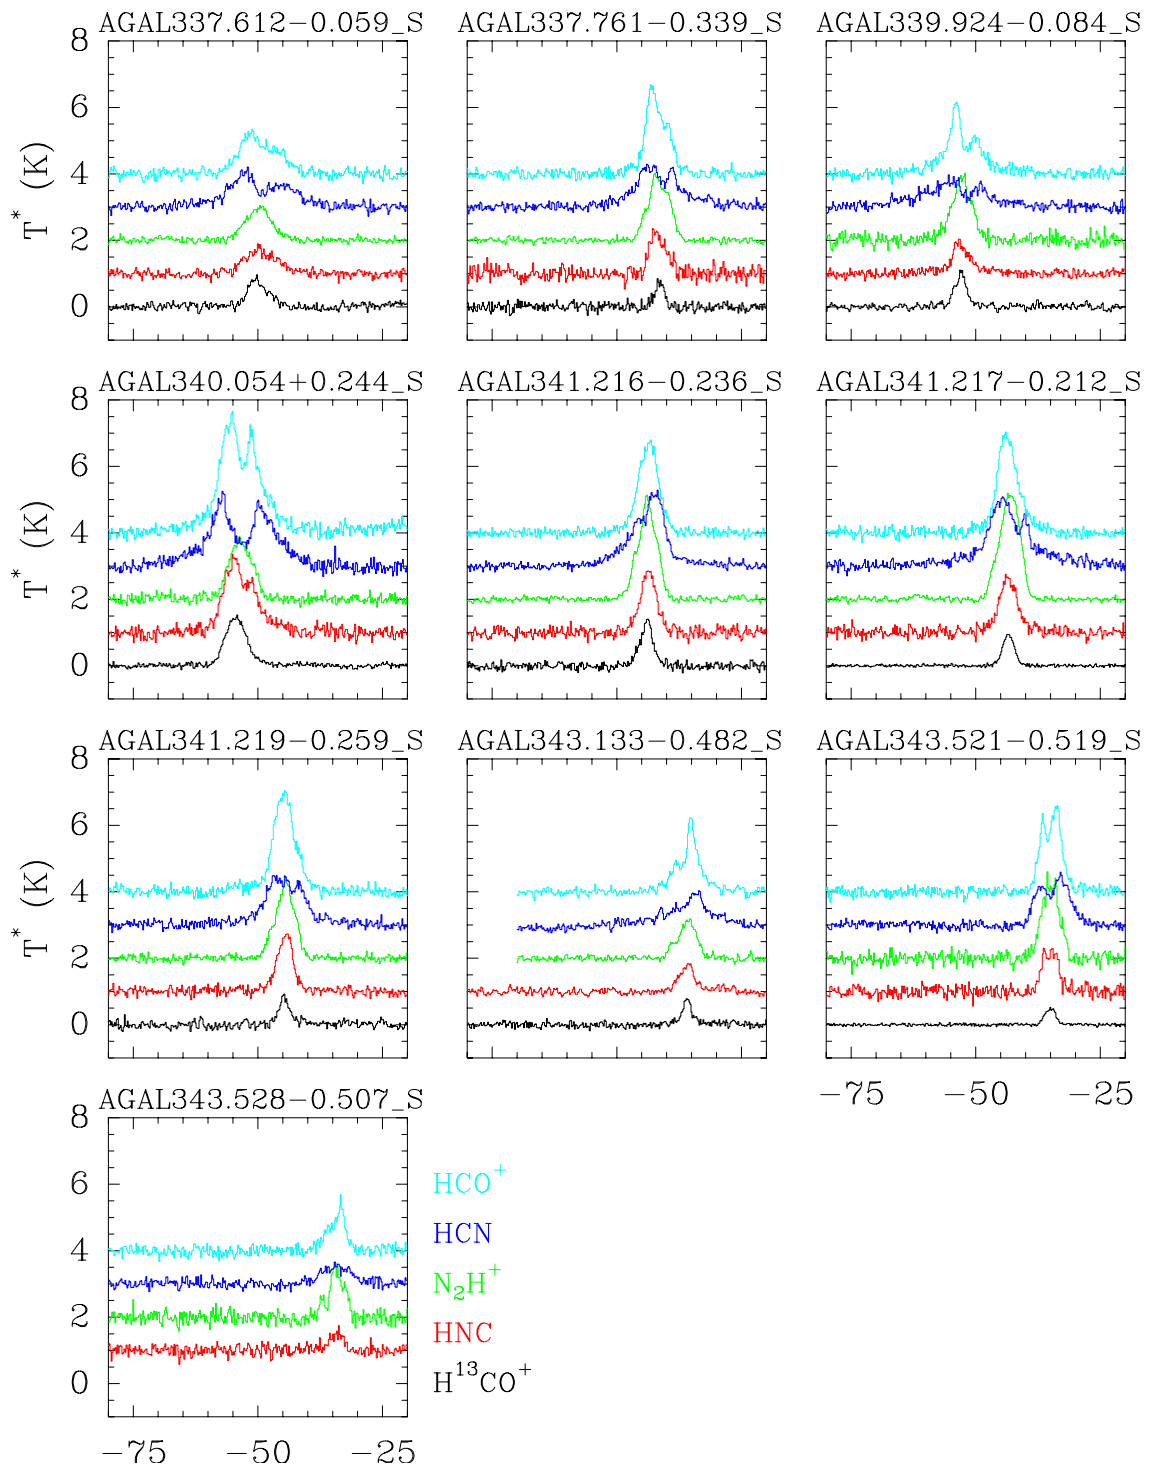 AGAL337.612−0.059_S AGAL337.761−0.339_S AGAL339.924−0.084_S
8
6
4
2
0
T* (K)
AGAL340.054+0.244_S AGAL341.216−0.236_S AGAL341.217−0.212_S
8
6
4
2
0
T* (K)
AGAL341.219−0.259_S AGAL343.133−0.482_S AGAL343.521−0.519_S
8
6
4
2
0
T* (K)
−75 −50 −25
AGAL343.528−0.507_S
8
6
4
2
0
HCO⁺
HCN
N₂H⁺
HNC
H¹³CO⁺
−75 −50 −25